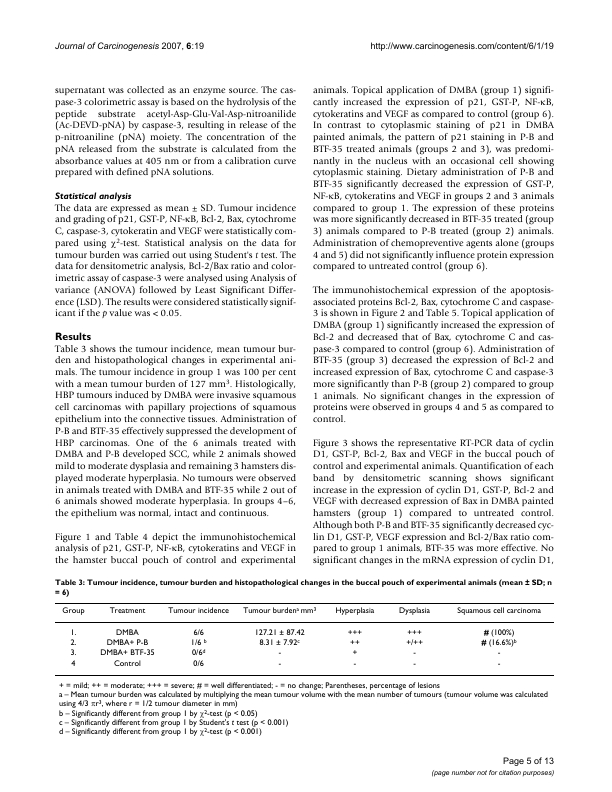 Journal of Carcinogenesis 2007, 6:19
http://www.carcinogenesis.com/content/6/1/19
supernatant was collected as an enzyme source. The cas-
pase-3 colorimetric assay is based on the hydrolysis of the
peptide substrate acetyl-Asp-Glu-Val-Asp-nitroanilide
(Ac-DEVD-pNA) by caspase-3, resulting in release of the
p-nitroaniline (pNA) moiety. The concentration of the
pNA released from the substrate is calculated from the
absorbance values at 405 nm or from a calibration curve
prepared with defined pNA solutions.
Statistical analysis
The data are expressed as mean ± SD. Tumour incidence
and grading of p21, GST-P, NF-κB, Bcl-2, Bax, cytochrome
C, caspase-3, cytokeratin and VEGF were statistically com-
pared using χ²-test. Statistical analysis on the data for
tumour burden was carried out using Student's t test. The
data for densitometric analysis, Bcl-2/Bax ratio and color-
imetric assay of caspase-3 were analysed using Analysis of
variance (ANOVA) followed by Least Significant Differ-
ence (LSD). The results were considered statistically signif-
icant if the p value was < 0.05.
Results
Table 3 shows the tumour incidence, mean tumour bur-
den and histopathological changes in experimental ani-
mals. The tumour incidence in group 1 was 100 per cent
with a mean tumour burden of 127 mm³. Histologically,
HBP tumours induced by DMBA were invasive squamous
cell carcinomas with papillary projections of squamous
epithelium into the connective tissues. Administration of
P-B and BTF-35 effectively suppressed the development of
HBP carcinomas. One of the 6 animals treated with
DMBA and P-B developed SCC, while 2 animals showed
mild to moderate dysplasia and remaining 3 hamsters dis-
played moderate hyperplasia. No tumours were observed
in animals treated with DMBA and BTF-35 while 2 out of
6 animals showed moderate hyperplasia. In groups 4–6,
the epithelium was normal, intact and continuous.
Figure 1 and Table 4 depict the immunohistochemical
analysis of p21, GST-P, NF-κB, cytokeratins and VEGF in
the hamster buccal pouch of control and experimental
animals. Topical application of DMBA (group 1) signifi-
cantly increased the expression of p21, GST-P, NF-κB,
cytokeratins and VEGF as compared to control (group 6).
In contrast to cytoplasmic staining of p21 in DMBA
painted animals, the pattern of p21 staining in P-B and
BTF-35 treated animals (groups 2 and 3), was predomi-
nantly in the nucleus with an occasional cell showing
cytoplasmic staining. Dietary administration of P-B and
BTF-35 significantly decreased the expression of GST-P,
NF-κB, cytokeratins and VEGF in groups 2 and 3 animals
compared to group 1. The expression of these proteins
was more significantly decreased in BTF-35 treated (group
3) animals compared to P-B treated (group 2) animals.
Administration of chemopreventive agents alone (groups
4 and 5) did not significantly influence protein expression
compared to untreated control (group 6).
The immunohistochemical expression of the apoptosis-
associated proteins Bcl-2, Bax, cytochrome C and caspase-
3 is shown in Figure 2 and Table 5. Topical application of
DMBA (group 1) significantly increased the expression of
Bcl-2 and decreased that of Bax, cytochrome C and cas-
pase-3 compared to control (group 6). Administration of
BTF-35 (group 3) decreased the expression of Bcl-2 and
increased expression of Bax, cytochrome C and caspase-3
more significantly than P-B (group 2) compared to group
1 animals. No significant changes in the expression of
proteins were observed in groups 4 and 5 as compared to
control.
Figure 3 shows the representative RT-PCR data of cyclin
D1, GST-P, Bcl-2, Bax and VEGF in the buccal pouch of
control and experimental animals. Quantification of each
band by densitometric scanning shows significant
increase in the expression of cyclin D1, GST-P, Bcl-2 and
VEGF with decreased expression of Bax in DMBA painted
hamsters (group 1) compared to untreated control.
Although both P-B and BTF-35 significantly decreased cyc-
lin D1, GST-P, VEGF expression and Bcl-2/Bax ratio com-
pared to group 1 animals, BTF-35 was more effective. No
significant changes in the mRNA expression of cyclin D1,
Table 3: Tumour incidence, tumour burden and histopathological changes in the buccal pouch of experimental animals (mean ± SD; n
= 6)
Group Treatment Tumour incidence Tumour burdenᵃ mm³ Hyperplasia Dysplasia Squamous cell carcinoma
1. DMBA 6/6 127.21 ± 87.42 +++ +++ # (100%)
2. DMBA+ P-B 1/6 ᵇ 8.31 ± 7.92ᶜ ++ +/++ # (16.6%)ᵇ
3. DMBA+ BTF-35 0/6ᵈ - + - -
4 Control 0/6 - - - -
+ = mild; ++ = moderate; +++ = severe; # = well differentiated; - = no change; Parentheses, percentage of lesions
a – Mean tumour burden was calculated by multiplying the mean tumour volume with the mean number of tumours (tumour volume was calculated
using 4/3 πr³, where r = 1/2 tumour diameter in mm)
b – Significantly different from group 1 by χ²-test (p < 0.05)
c – Significantly different from group 1 by Student's t test (p < 0.001)
d – Significantly different from group 1 by χ²-test (p < 0.001)
Page 5 of 13
(page number not for citation purposes)